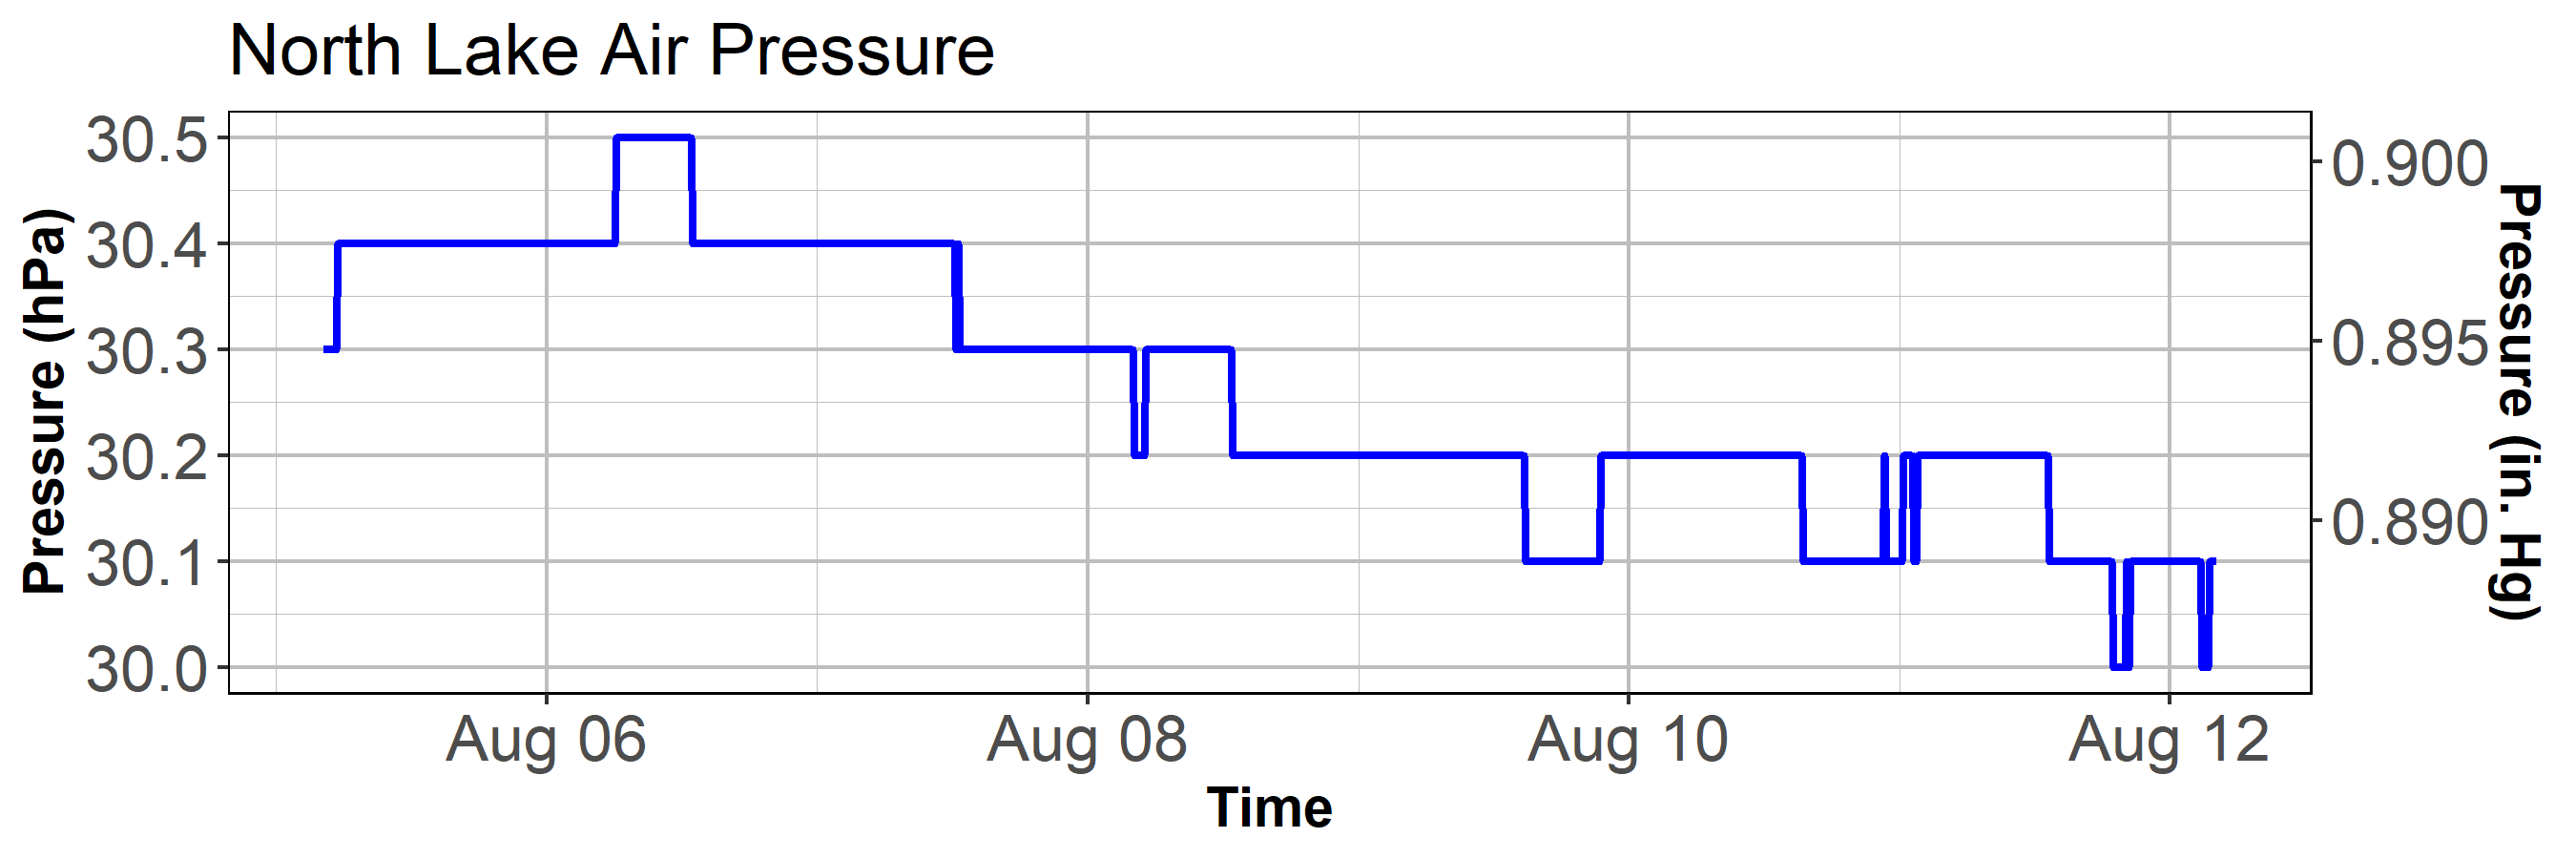 North Lake Air Pressure
Pressure (hPa)
30.5
30.4
30.3
30.2
30.1
30.0
0.900
0.895
0.890
Pressure (in. Hg)
Aug 06
Aug 08
Aug 10
Aug 12
Time